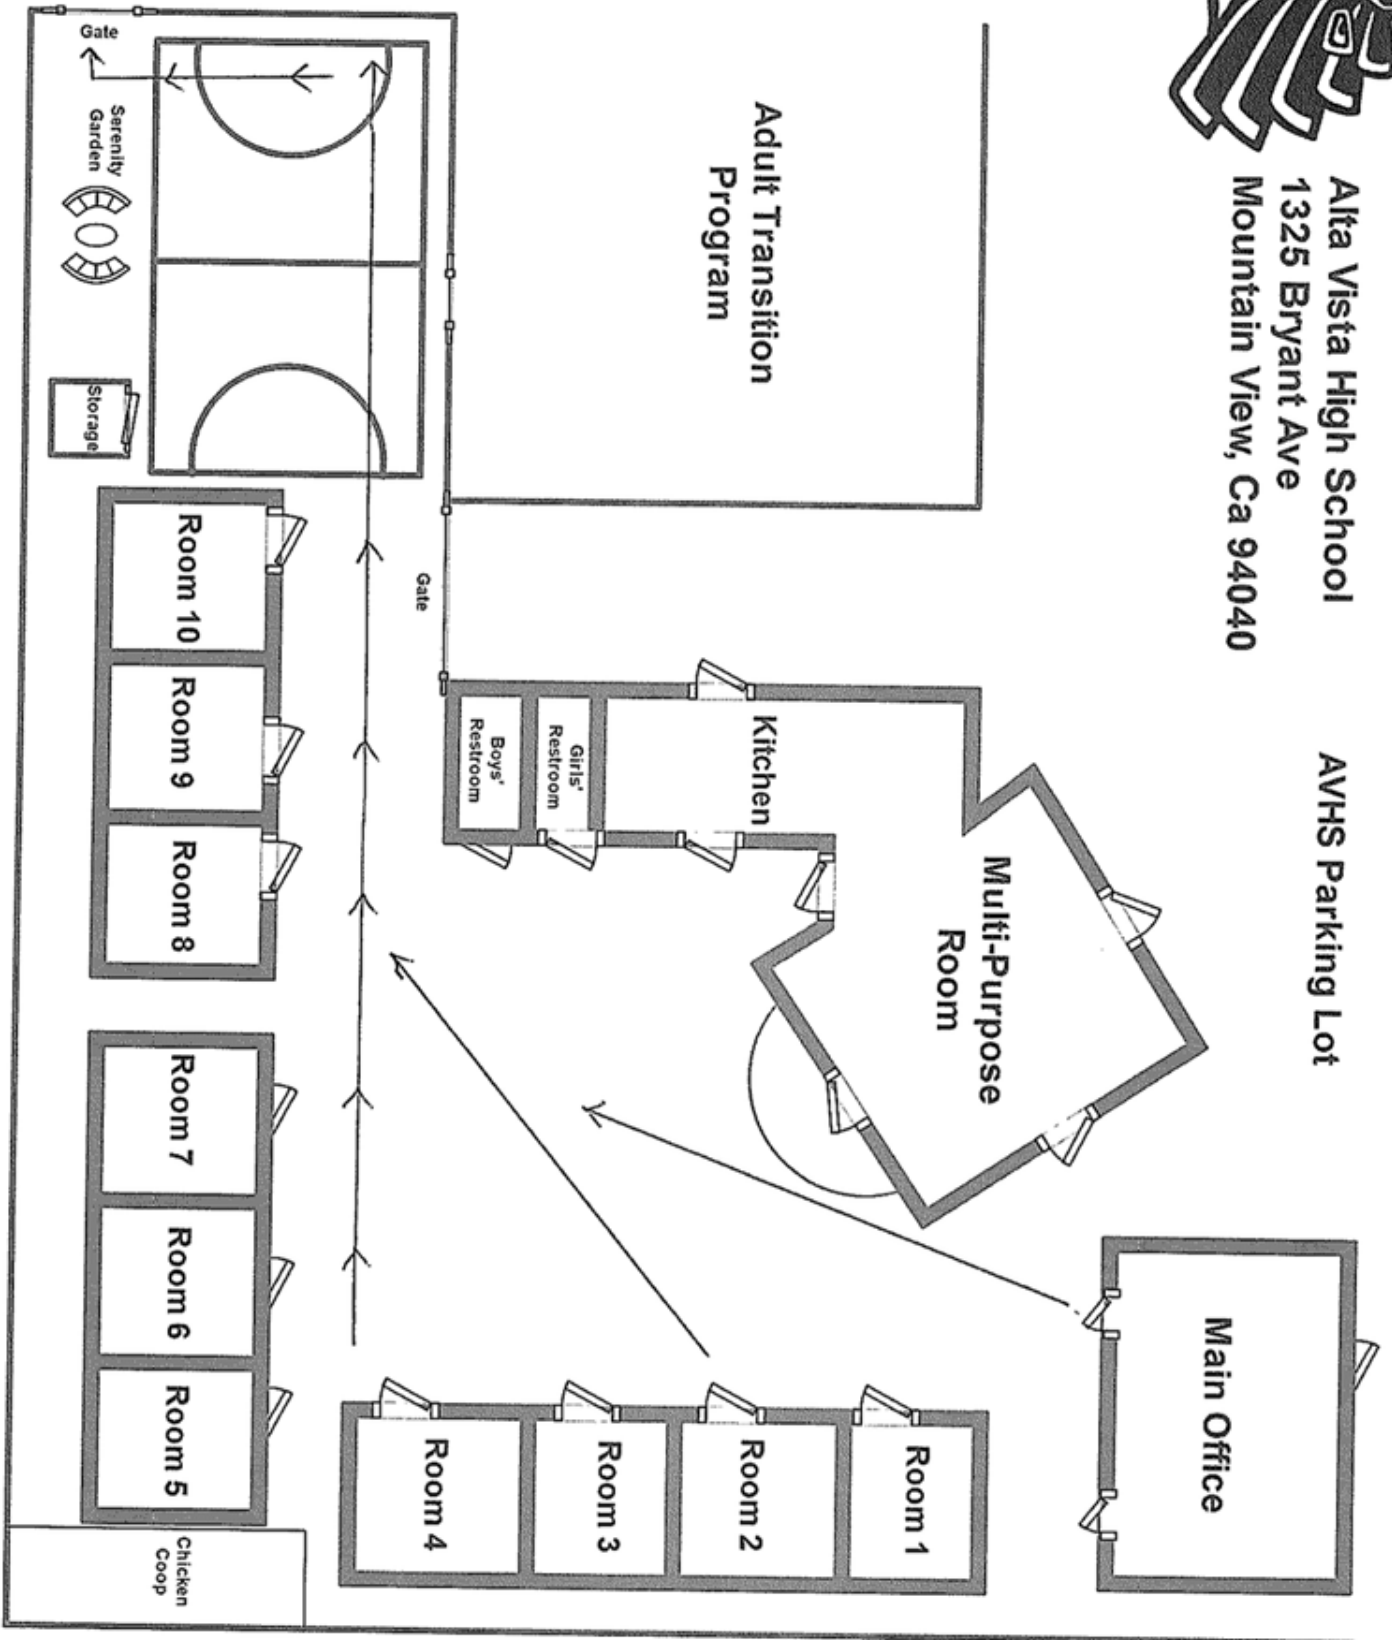 Alta Vista High School
1325 Bryant Ave
Mountain View, Ca 94040
AVHS Parking Lot
Adult Transition
Program
Main Office
Multi-Purpose
Room
Kitchen
Girls'
Restroom
Boys'
Restroom
Gate
Room 1
Room 2
Room 3
Room 4
Room 10
Room 9
Room 8
Room 7
Room 6
Room 5
Gate
Serenity
Garden
Storage
Chicken
Coop